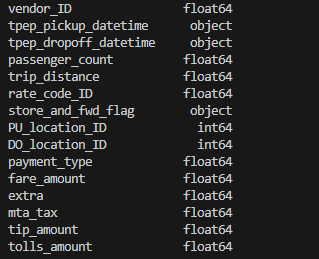 vendor_ID float64
tpep_pickup_datetime object
tpep_dropoff_datetime object
passenger_count float64
trip_distance float64
rate_code_ID float64
store_and_fwd_flag object
PU_location_ID int64
DO_location_ID int64
payment_type float64
fare_amount float64
extra float64
mta_tax float64
tip_amount float64
tolls_amount float64